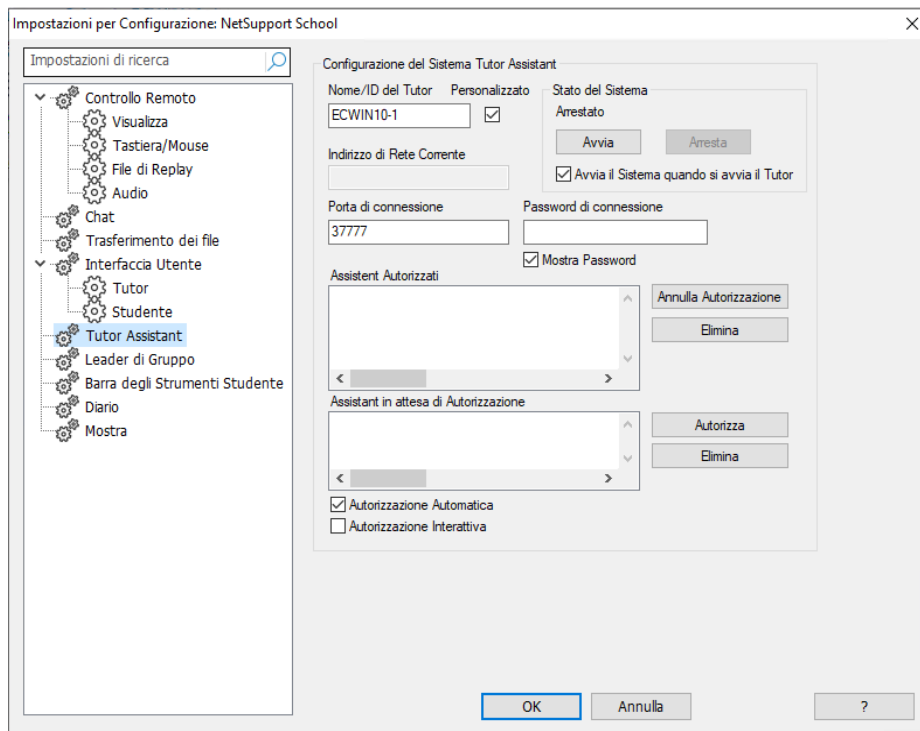 Impostazioni per Configurazione: NetSupport School
Impostazioni di ricerca
Controllo Remoto
Visualizza
Tastiera/Mouse
File di Replay
Audio
Chat
Trasferimento dei file
Interfaccia Utente
Tutor
Studente
Tutor Assistant
Leader di Gruppo
Barra degli Strumenti Studente
Diario
Mostra
Configurazione del Sistema Tutor Assistant
Nome/ID del Tutor Personalizzato
ECWIN10-1
Stato del Sistema
Arrestato
Avvia Arresta
Avvia il Sistema quando si avvia il Tutor
Indirizzo di Rete Corrente
Porta di connessione Password di connessione
37777
Mostra Password
Assistent Autorizzati
Annulla Autorizzazione
Elimina
Assistant in attesa di Autorizzazione
Autorizza
Elimina
Autorizzazione Automatica
Autorizzazione Interattiva
OK Annulla ?